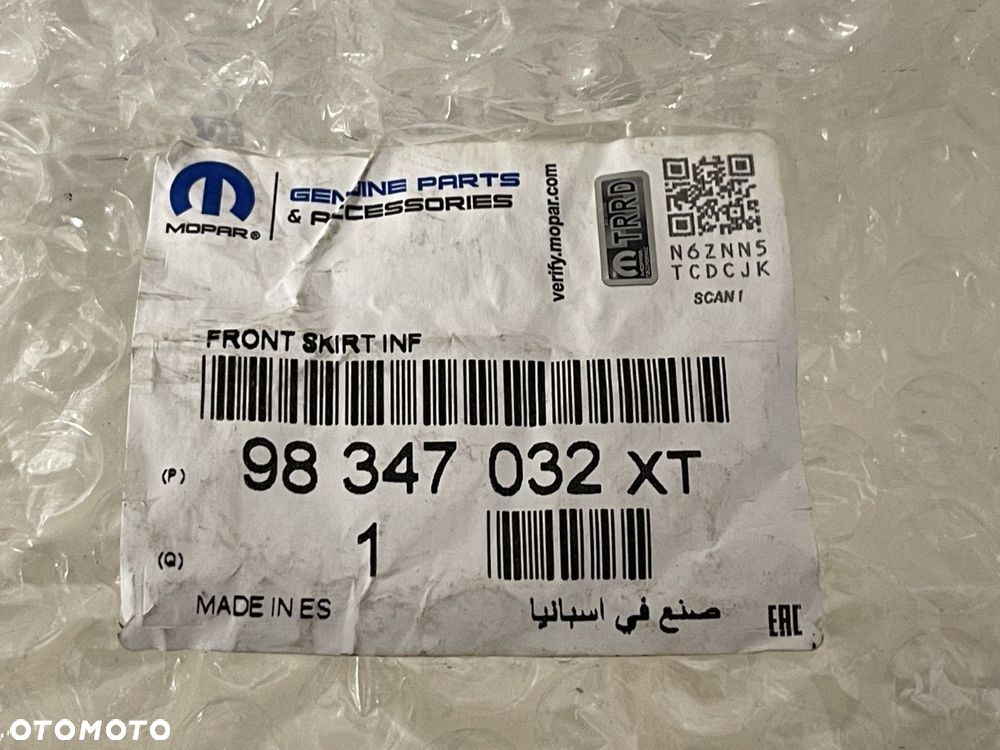 MOPAR®
GENUINE PARTS
& ACCESSORIES
verify.mopar.com
TRRD
N6ZNN5
TCDCJK
SCAN !
FRONT SKIRT INF
(P) 98 347 032 XT
(Q) 1
MADE IN ES
صنع في اسبانيا
EAC
OTOMOTO